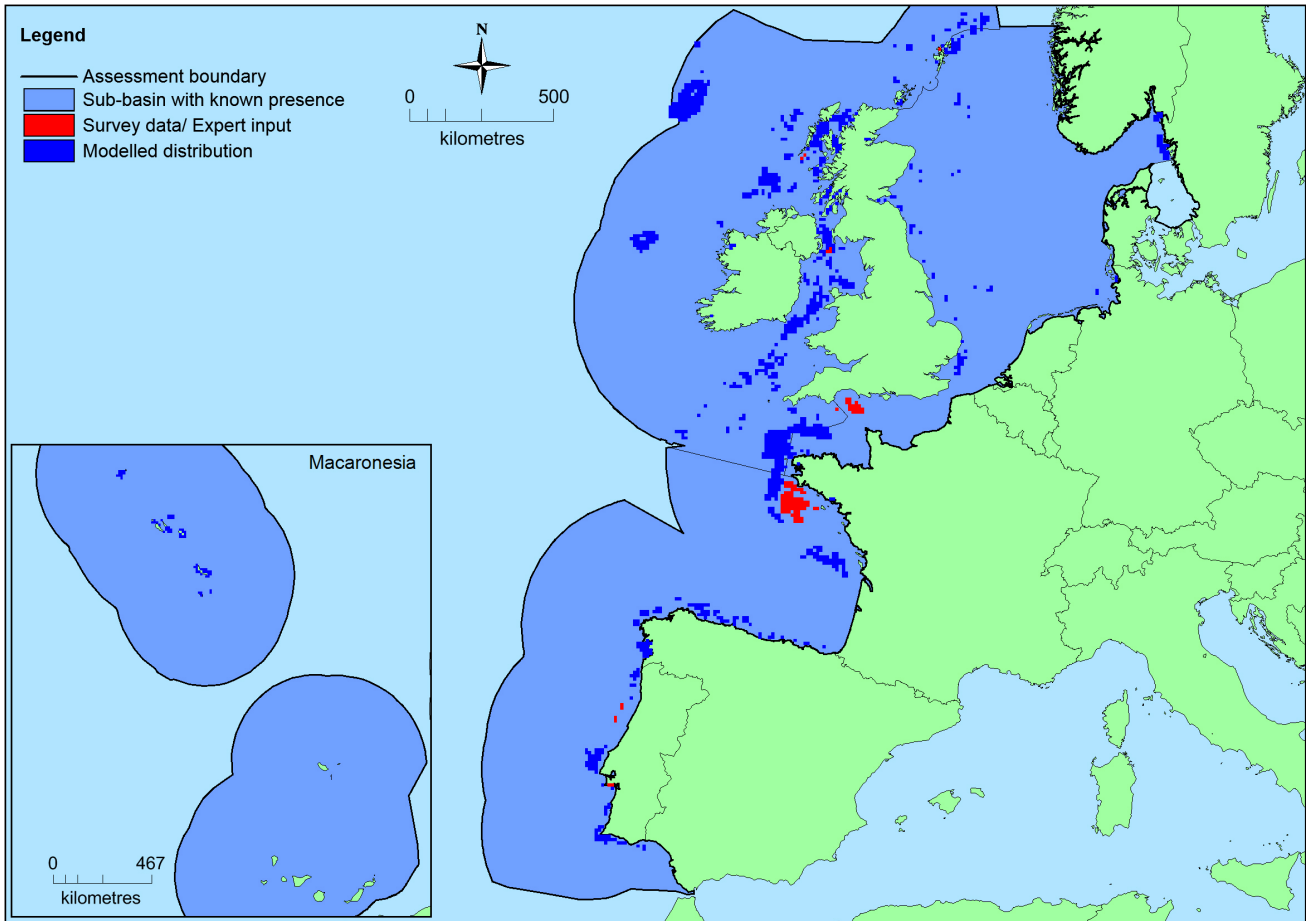 Legend
Assessment boundary
Sub-basin with known presence
Survey data/ Expert input
Modelled distribution
N
0 500
kilometres
Macaronesia
0 467
kilometres